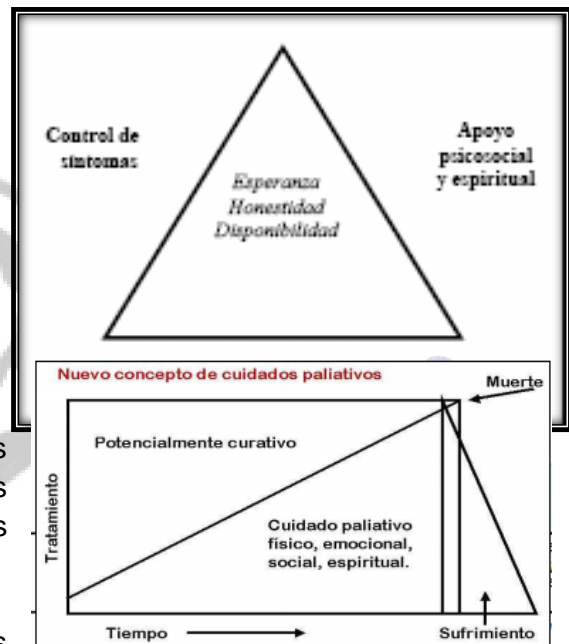 Control de
síntomas
Apoyo
psicosocial
y espiritual
Esperanza
Honestidad
Disponibilidad
Nuevo concepto de cuidados paliativos
Muerte
Potencialmente curativo
Tratamiento
Cuidado paliativo
físico, emocional,
social, espiritual.
Tiempo
Sufrimiento